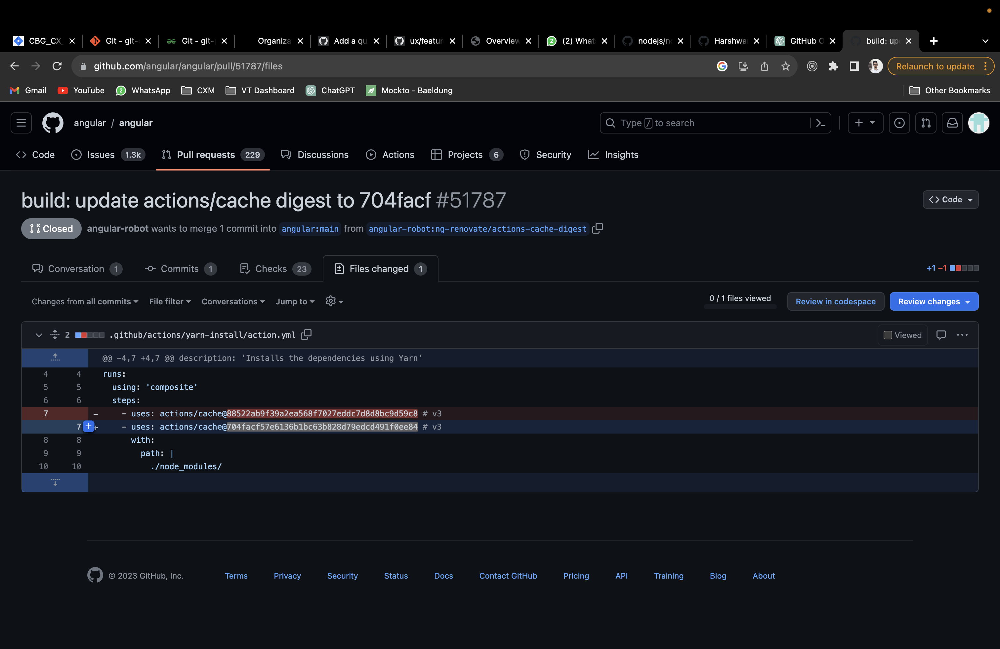 CBG_CX_ Git - git- Git - git- Organiza Add a qu ux/featur Overview (2) What nodejs/n Harshwa GitHub O build: up
github.com/angular/angular/pull/51787/files Relaunch to update
Gmail YouTube 2 WhatsApp CXM VT Dashboard ChatGPT Mockto - Baeldung Other Bookmarks
angular / angular Type / to search
Code Issues 1.3k Pull requests 229 Discussions Actions Projects 6 Security Insights
build: update actions/cache digest to 704facf #51787 Code
Closed angular-robot wants to merge 1 commit into angular:main from angular-robot:ng-renovate/actions-cache-digest
Conversation 1 Commits 1 Checks 23 Files changed 1 +1 −1
Changes from all commits File filter Conversations Jump to 0 / 1 files viewed Review in codespace Review changes
2 .github/actions/yarn-install/action.yml Viewed
@@ -4,7 +4,7 @@ description: 'Installs the dependencies using Yarn'
4 4 runs:
5 5 using: 'composite'
6 6 steps:
7 - - uses: actions/cache@88522ab9f39a2ea568f7027eddc7d8d8bc9d59c8 # v3
7 + - uses: actions/cache@704facf57e6136b1bc63b828d79edcd491f0ee84 # v3
8 8 with:
9 9 path: |
10 10 ./node_modules/
© 2023 GitHub, Inc. Terms Privacy Security Status Docs Contact GitHub Pricing API Training Blog About